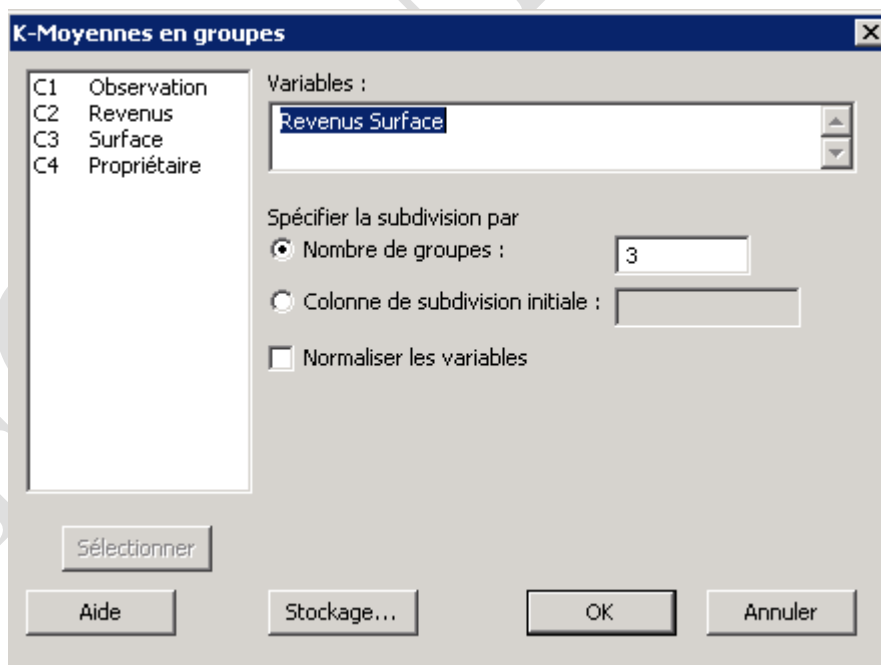 K-Moyennes en groupes
C1 Observation
C2 Revenus
C3 Surface
C4 Propriétaire
Variables :
Revenus Surface
Spécifier la subdivision par
Nombre de groupes : 3
Colonne de subdivision initiale :
Normaliser les variables
Sélectionner
Aide Stockage... OK Annuler